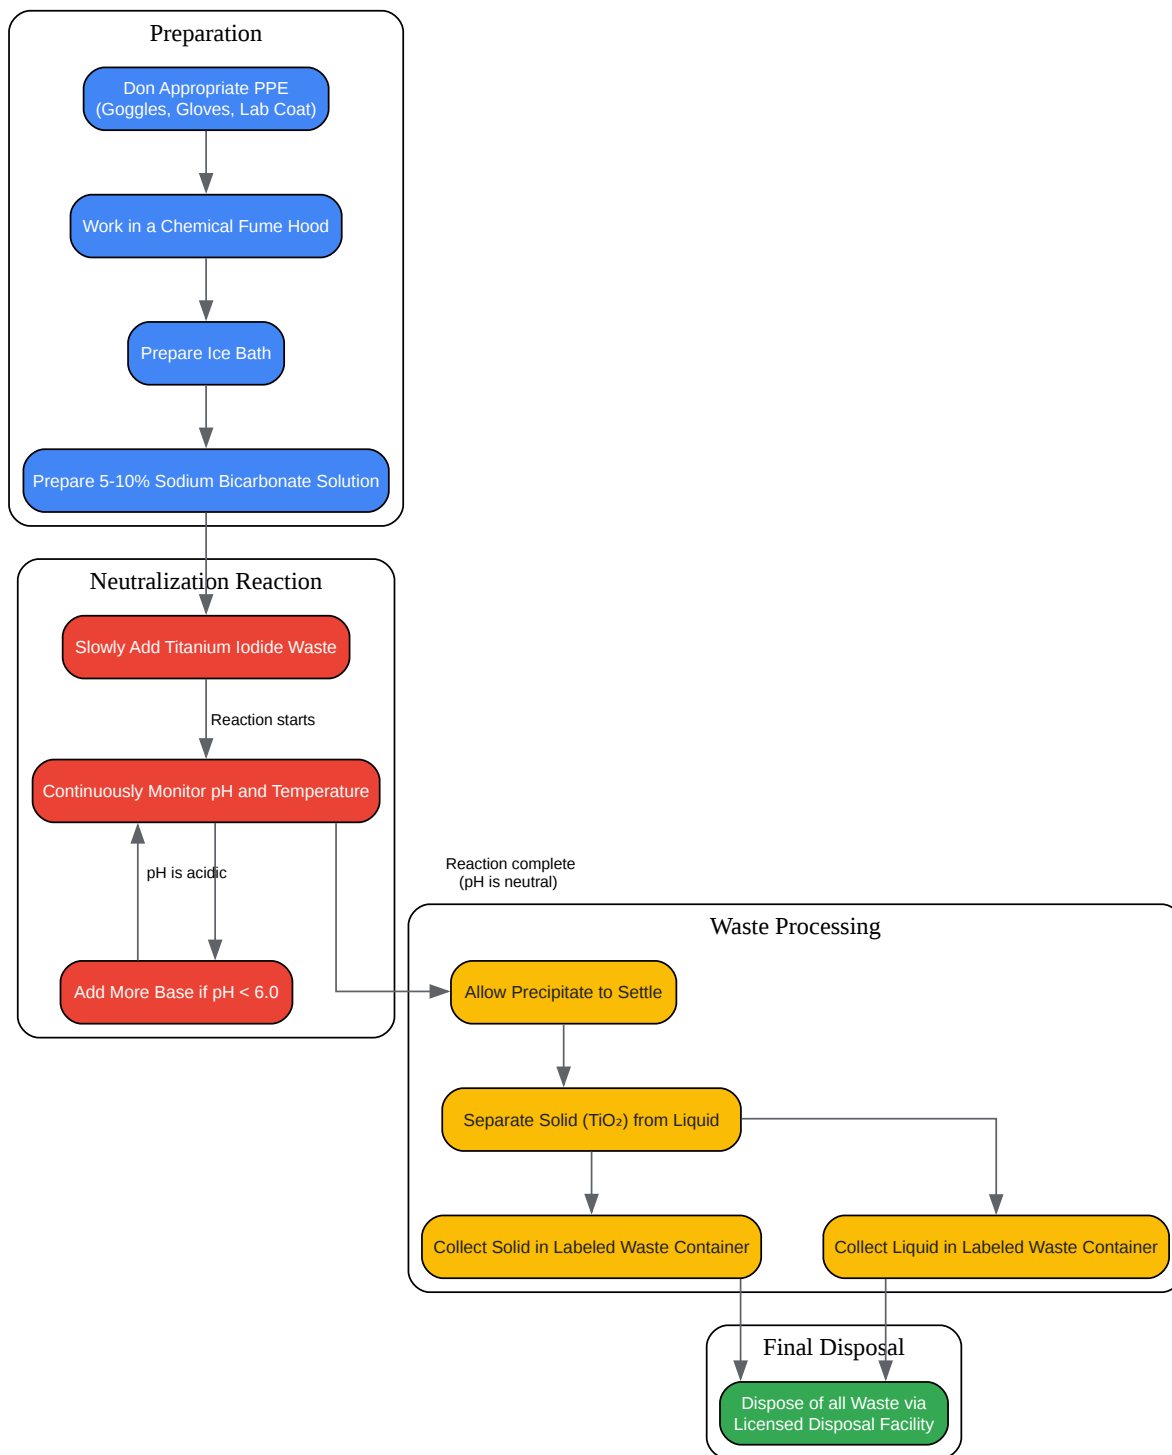 Preparation
Don Appropriate PPE
(Goggles, Gloves, Lab Coat)
Work in a Chemical Fume Hood
Prepare Ice Bath
Prepare 5-10% Sodium Bicarbonate Solution
Neutralization Reaction
Slowly Add Titanium Iodide Waste
Reaction starts
Continuously Monitor pH and Temperature
pH is acidic
Add More Base if pH < 6.0
Reaction complete
(pH is neutral)
Waste Processing
Allow Precipitate to Settle
Separate Solid (TiO₂) from Liquid
Collect Solid in Labeled Waste Container
Collect Liquid in Labeled Waste Container
Final Disposal
Dispose of all Waste via
Licensed Disposal Facility